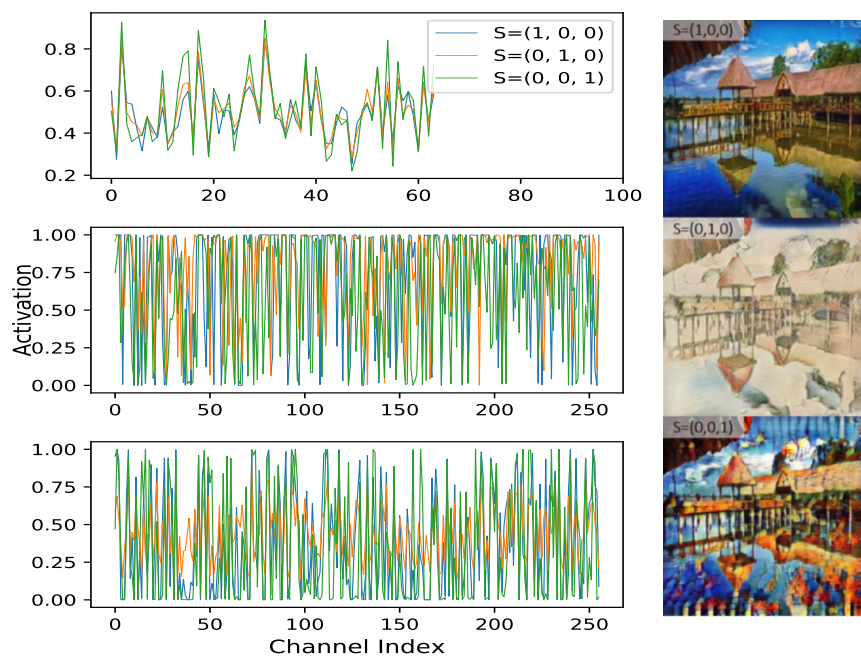 0.8
0.6
0.4
0.2
0 20 40 60 80 100
S=(1, 0, 0)
S=(0, 1, 0)
S=(0, 0, 1)
Activation
1.00
0.75
0.50
0.25
0.00
0 50 100 150 200 250
1.00
0.75
0.50
0.25
0.00
0 50 100 150 200 250
Channel Index
S=(1,0,0)
S=(0,1,0)
S=(0,0,1)